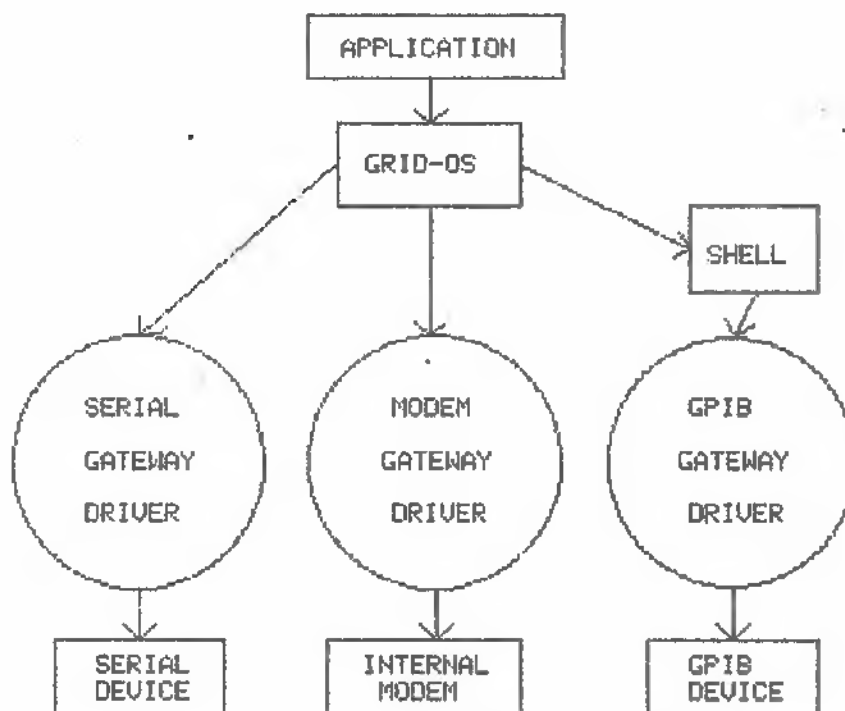 APPLICATION
GRID-OS
SHELL
SERIAL
GATEWAY
DRIVER
MODEM
GATEWAY
DRIVER
GPIB
GATEWAY
DRIVER
SERIAL
DEVICE
INTERNAL
MODEM
GPIB
DEVICE